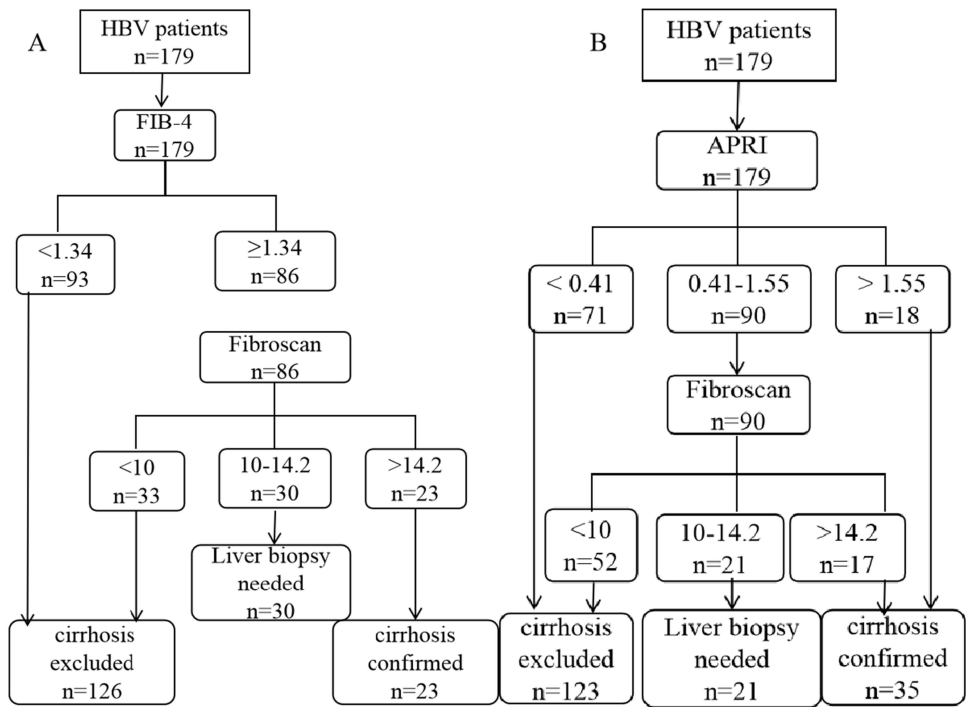 A
HBV patients
n=179
FIB-4
n=179
<1.34
n=93
≥1.34
n=86
Fibroscan
n=86
<10
n=33
10-14.2
n=30
>14.2
n=23
Liver biopsy
needed
n=30
cirrhosis
excluded
n=126
cirrhosis
confirmed
n=23
B
HBV patients
n=179
APRI
n=179
< 0.41
n=71
0.41-1.55
n=90
> 1.55
n=18
Fibroscan
n=90
<10
n=52
10-14.2
n=21
>14.2
n=17
cirrhosis
excluded
n=123
Liver biopsy
needed
n=21
cirrhosis
confirmed
n=35